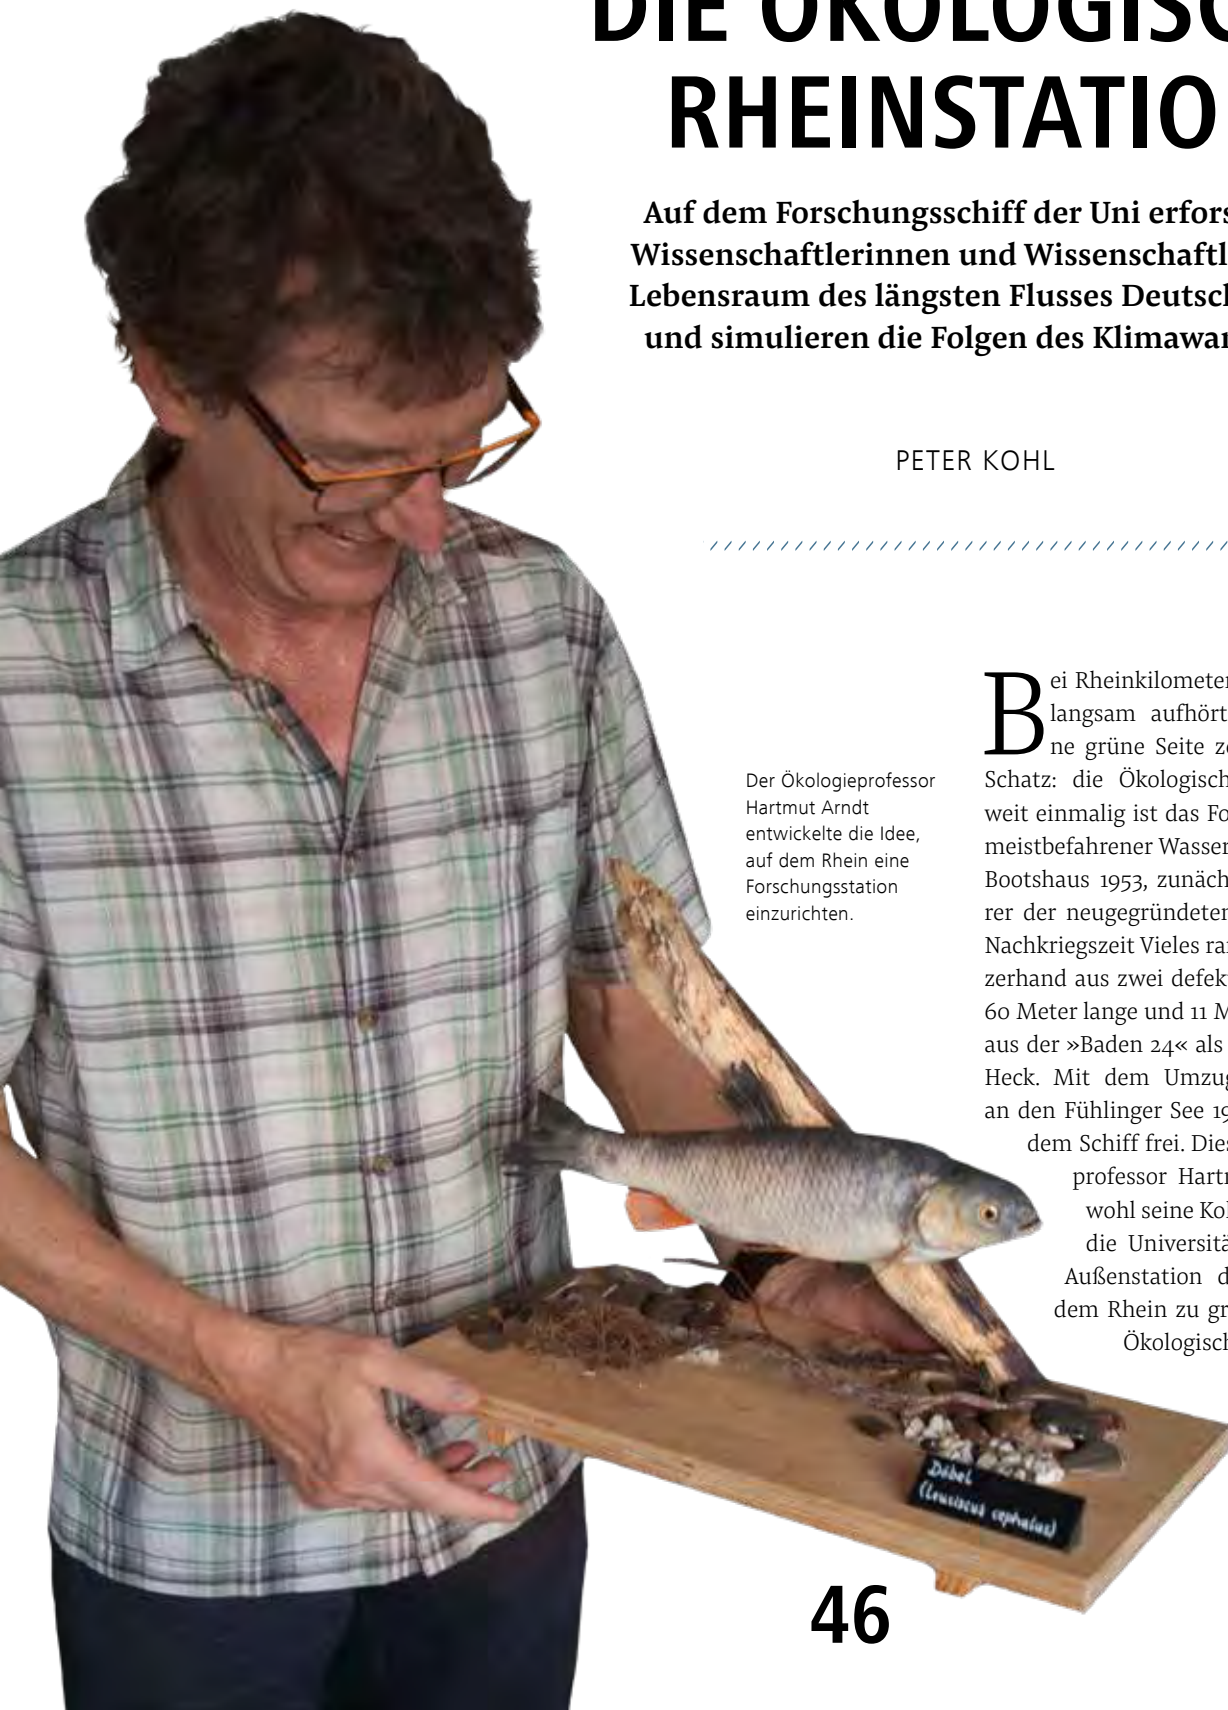 DIE ÖKOLOGISC
RHEINSTATIO
Auf dem Forschungsschiff der Uni erfors
Wissenschaftlerinnen und Wissenschaftl
Lebensraum des längsten Flusses Deutsch
und simulieren die Folgen des Klimawar
PETER KOHL
Der Ökologieprofessor
Hartmut Arndt
entwickelte die Idee,
auf dem Rhein eine
Forschungsstation
einzurichten.
Bei Rheinkilometer
langsam aufhört
ne grüne Seite ze
Schatz: die Ökologisch
weit einmalig ist das Fo
meistbefahrener Wasser
Bootshaus 1953, zunäch
rer der neugegründeten
Nachkriegszeit Vieles rar
zerhand aus zwei defek
60 Meter lange und 11 M
aus der »Baden 24« als
Heck. Mit dem Umzug
an den Fühlinger See 19
dem Schiff frei. Dies
professor Hartm
wohl seine Kol
die Universitä
Außenstation d
dem Rhein zu gr
Ökologisch
Döbel
(Leuciscus cephalus)
46